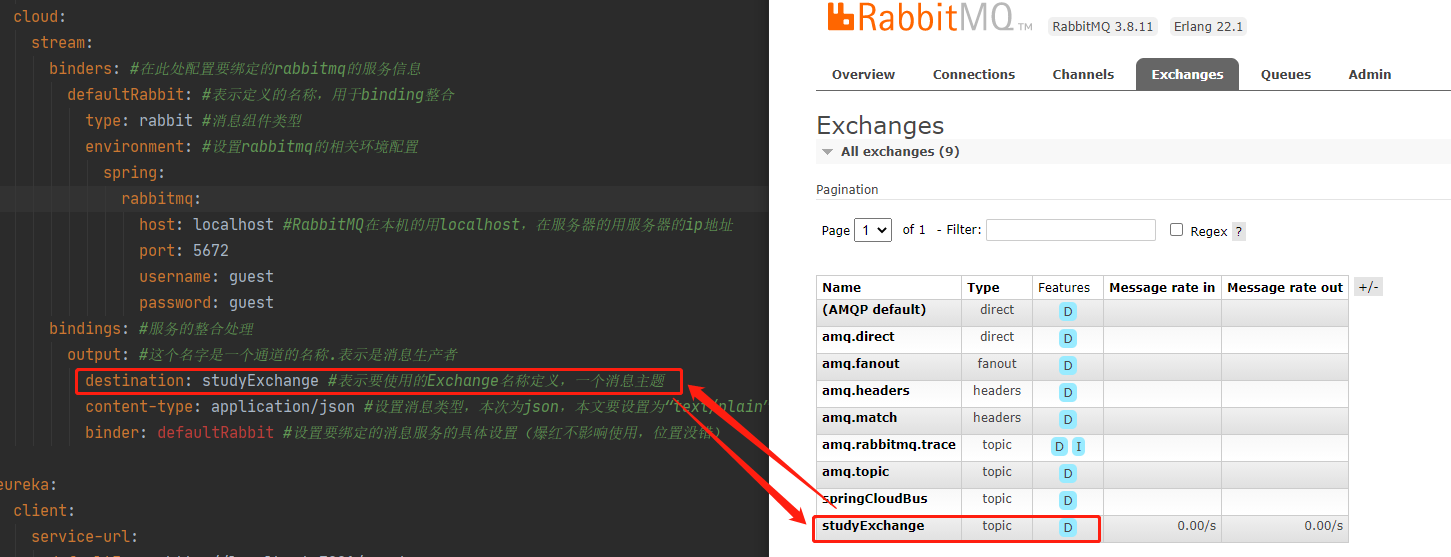 cloud:
stream:
binders: #在此处配置要绑定的rabbitmq的服务信息
defaultRabbit: #表示定义的名称，用于binding整合
type: rabbit #消息组件类型
environment: #设置rabbitmq的相关环境配置
spring:
rabbitmq:
host: localhost #RabbitMQ在本机的用localhost，在服务器的用服务器的ip地址
port: 5672
username: guest
password: guest
bindings: #服务的整合处理
output: #这个名字是一个通道的名称.表示是消息生产者
destination: studyExchange #表示要使用的Exchange名称定义，一个消息主题
content-type: application/json #设置消息类型，本次为json，本文要设置为“text/plain”
binder: defaultRabbit #设置要绑定的消息服务的具体设置（爆红不影响使用，位置没错）
eureka:
client:
service-url:
RabbitMQ TM RabbitMQ 3.8.11 Erlang 22.1
Overview Connections Channels Exchanges Queues Admin
Exchanges
All exchanges (9)
Pagination
Page 1 of 1 - Filter: Regex ?
Name Type Features Message rate in Message rate out +/-
(AMQP default) direct D
amq.direct direct D
amq.fanout fanout D
amq.headers headers D
amq.match headers D
amq.rabbitmq.trace topic D I
amq.topic topic D
springCloudBus topic D
studyExchange topic D 0.00/s 0.00/s